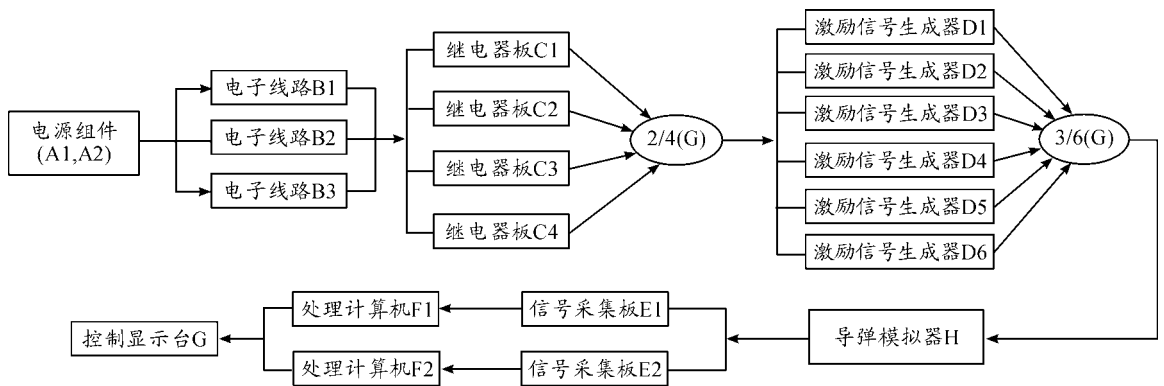 电源组件
(A1,A2)
电子线路B1
电子线路B2
电子线路B3
继电器板C1
继电器板C2
继电器板C3
继电器板C4
2/4(G)
激励信号生成器D1
激励信号生成器D2
激励信号生成器D3
激励信号生成器D4
激励信号生成器D5
激励信号生成器D6
3/6(G)
导弹模拟器H
信号采集板E1
信号采集板E2
处理计算机F1
处理计算机F2
控制显示台G